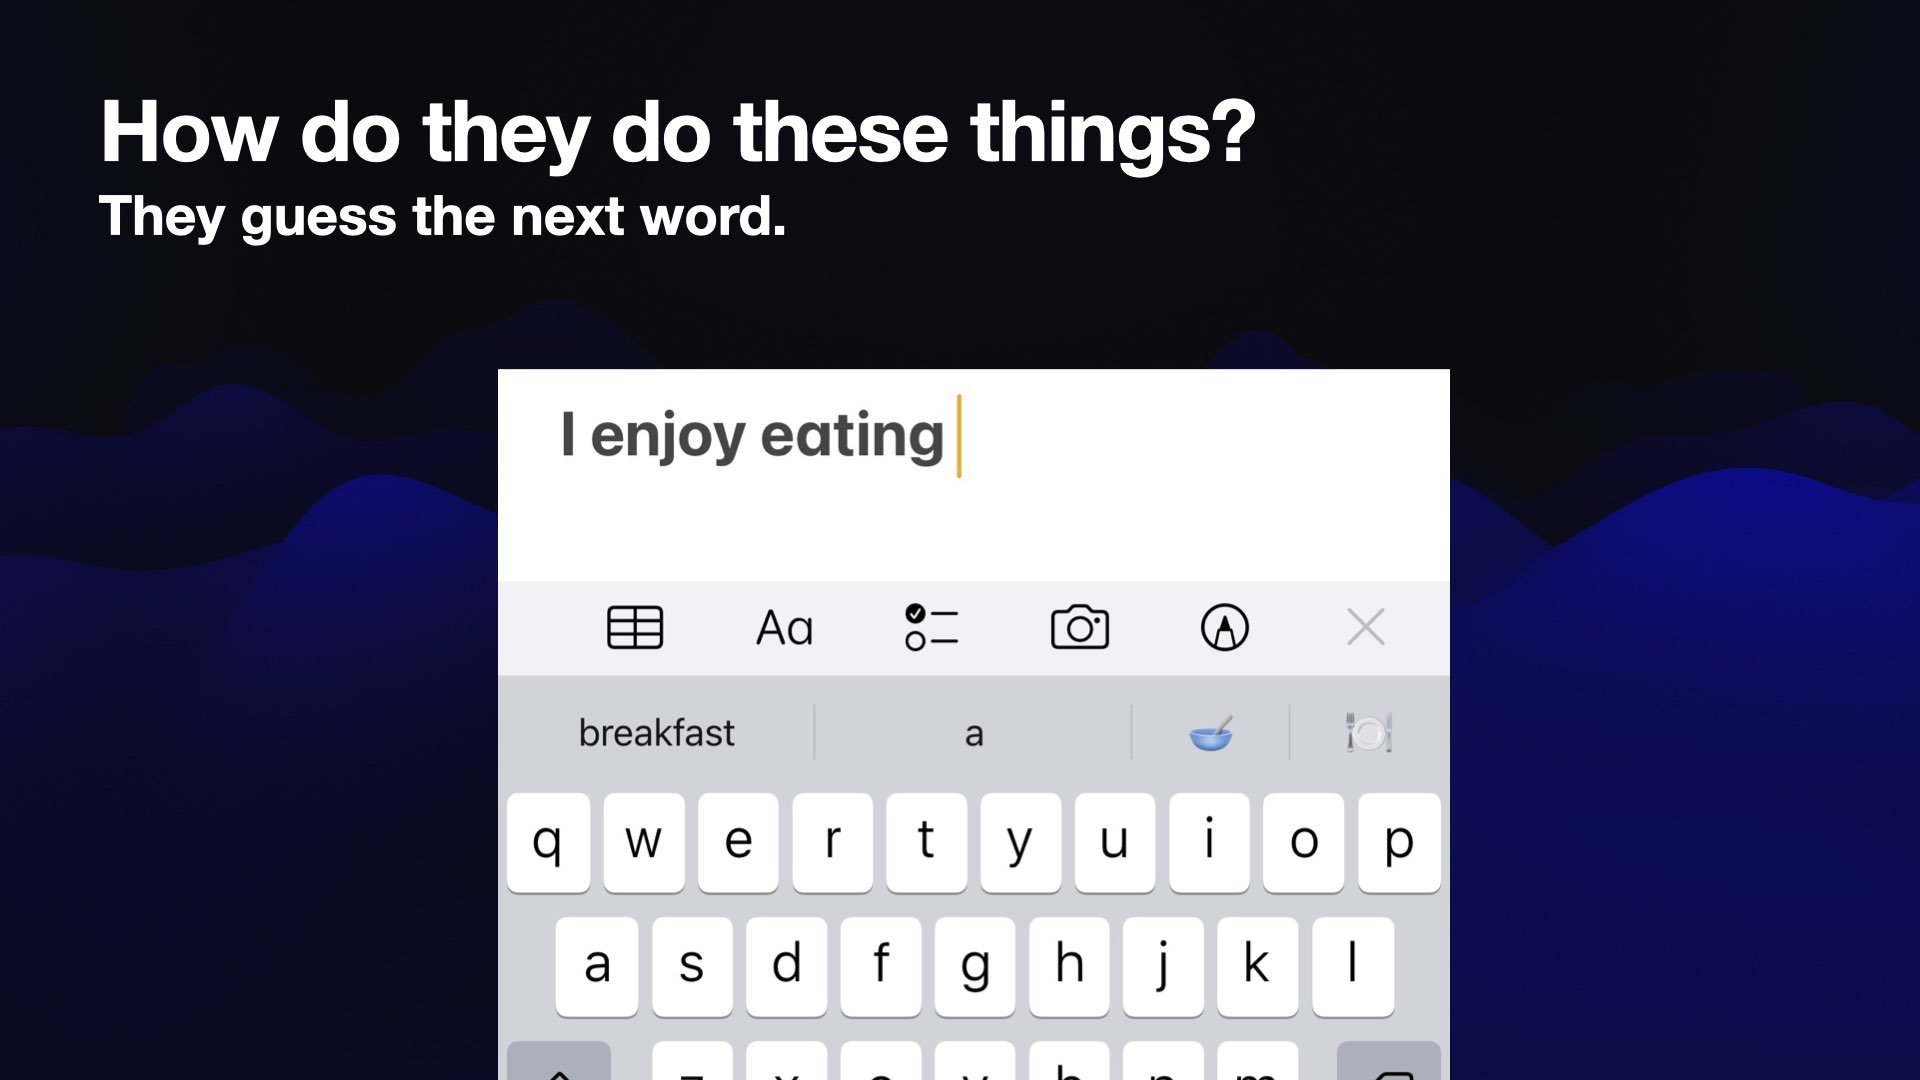 How do they do these things?
They guess the next word.
I enjoy eating
Aa
breakfast a
q w e r t y u i o p
a s d f g h j k l
z x c v b n m